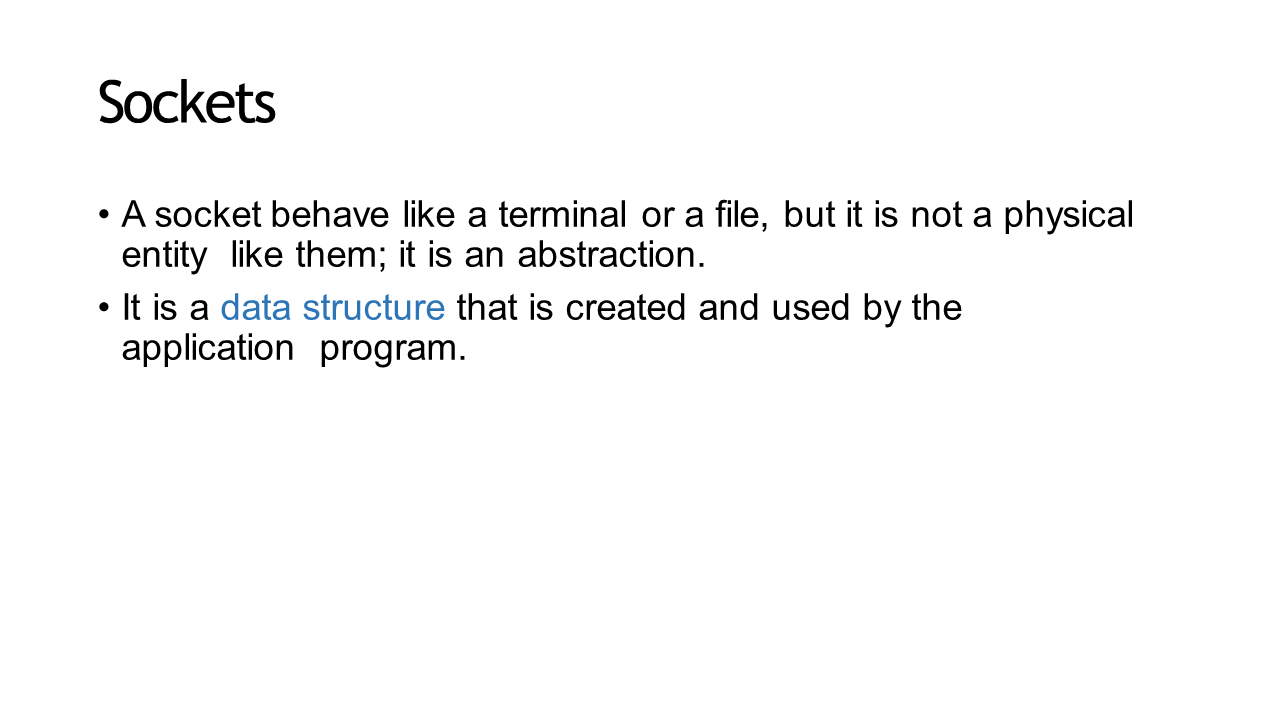 Sockets
• A socket behave like a terminal or a file, but it is not a physical
entity  like them; it is an abstraction.
• It is a data structure that is created and used by the
application  program.